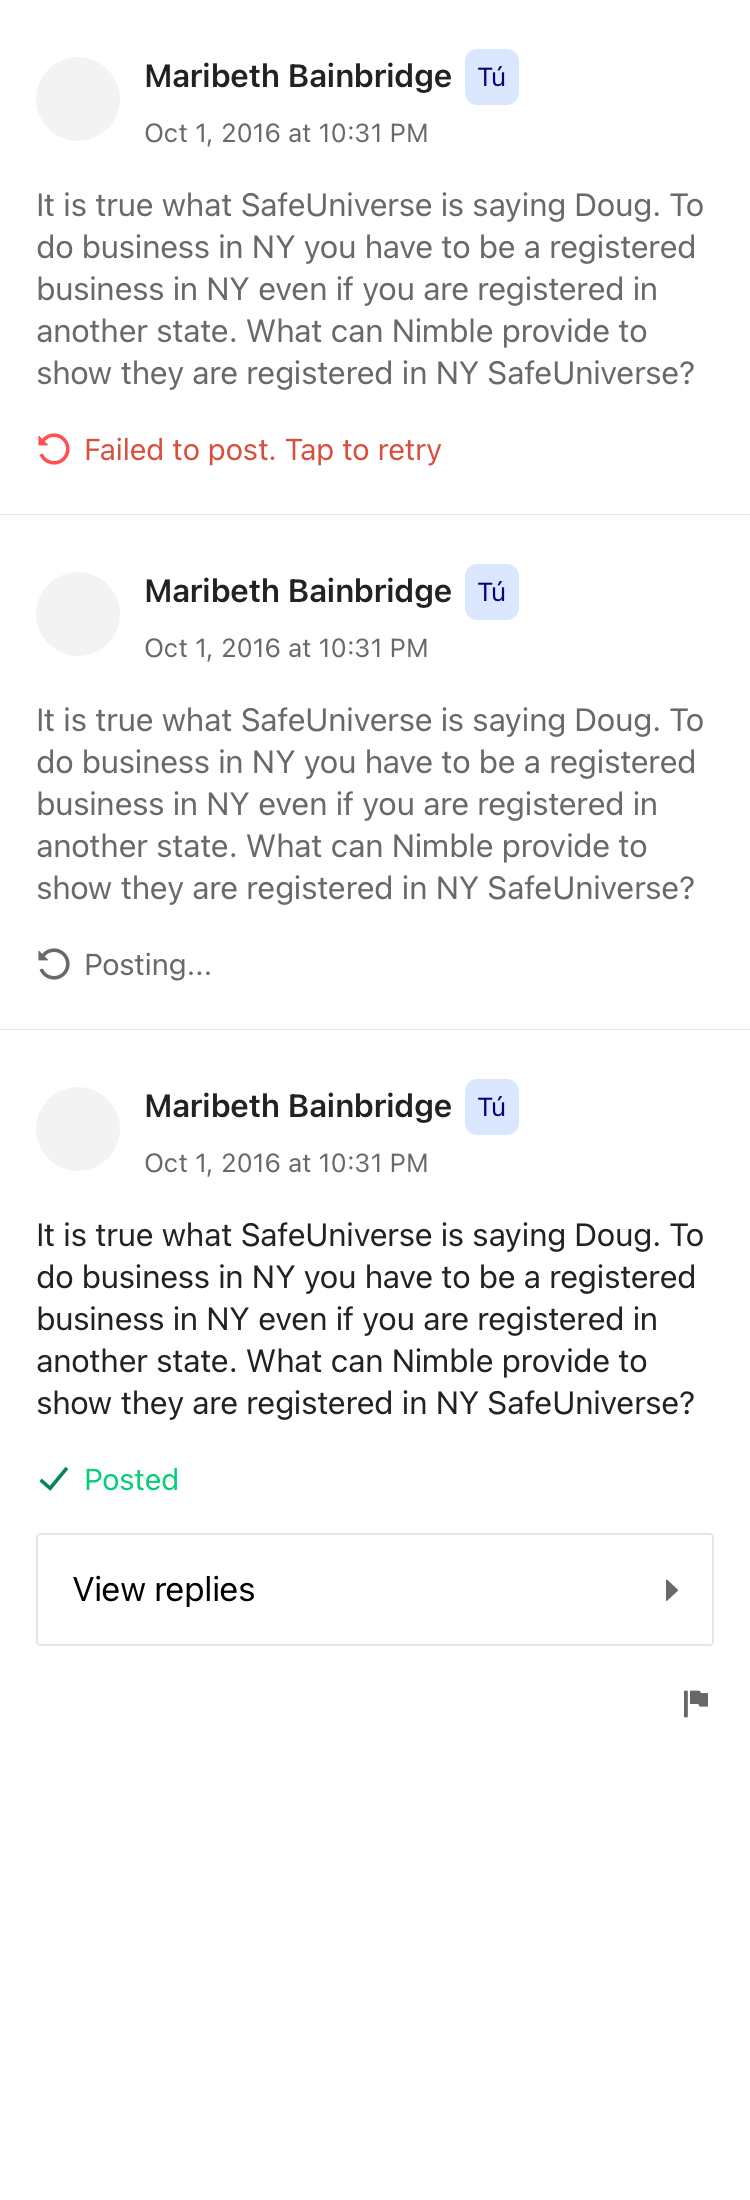 Maribeth Bainbridge Tú
Oct 1, 2016 at 10:31 PM
It is true what SafeUniverse is saying Doug. To
do business in NY you have to be a registered
business in NY even if you are registered in
another state. What can Nimble provide to
show they are registered in NY SafeUniverse?
Failed to post. Tap to retry
Maribeth Bainbridge Tú
Oct 1, 2016 at 10:31 PM
It is true what SafeUniverse is saying Doug. To
do business in NY you have to be a registered
business in NY even if you are registered in
another state. What can Nimble provide to
show they are registered in NY SafeUniverse?
Posting...
Maribeth Bainbridge Tú
Oct 1, 2016 at 10:31 PM
It is true what SafeUniverse is saying Doug. To
do business in NY you have to be a registered
business in NY even if you are registered in
another state. What can Nimble provide to
show they are registered in NY SafeUniverse?
Posted
View replies